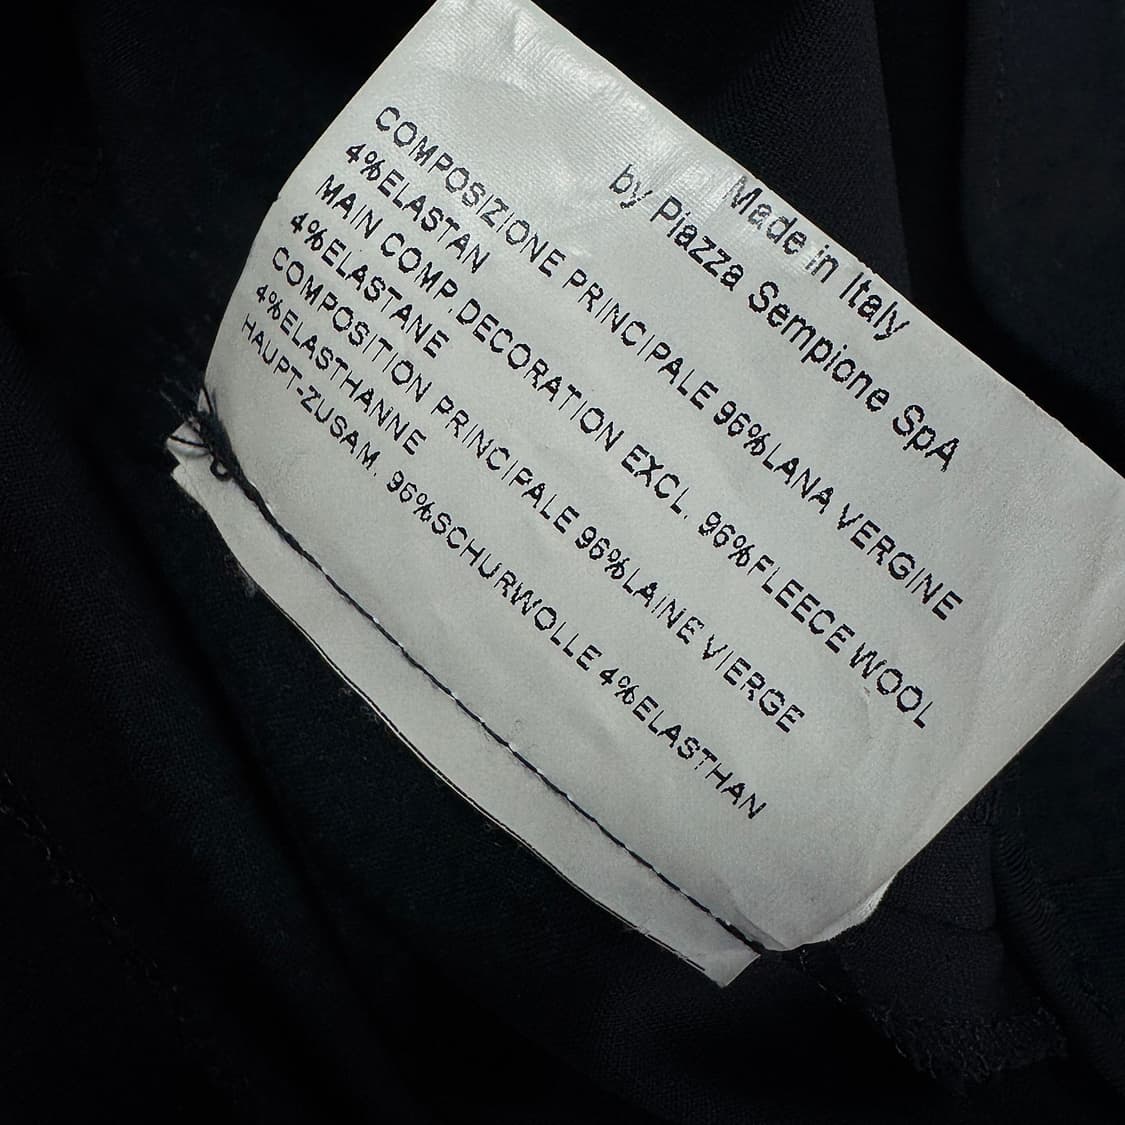 Made in Italy
by Piazza Sempione SpA
COMPOSIZIONE PRINCIPALE 96%LANA VERGINE
4%ELASTAN
MAIN COMP.DECORATION EXCL. 96%FLEECE WOOL
4%ELASTANE
COMPOSITION PRINCIPALE 96%LAINE VIERGE
4%ELASTHANNE
HAUPT-ZUSAM. 96%SCHURWOLLE 4%ELASTHAN